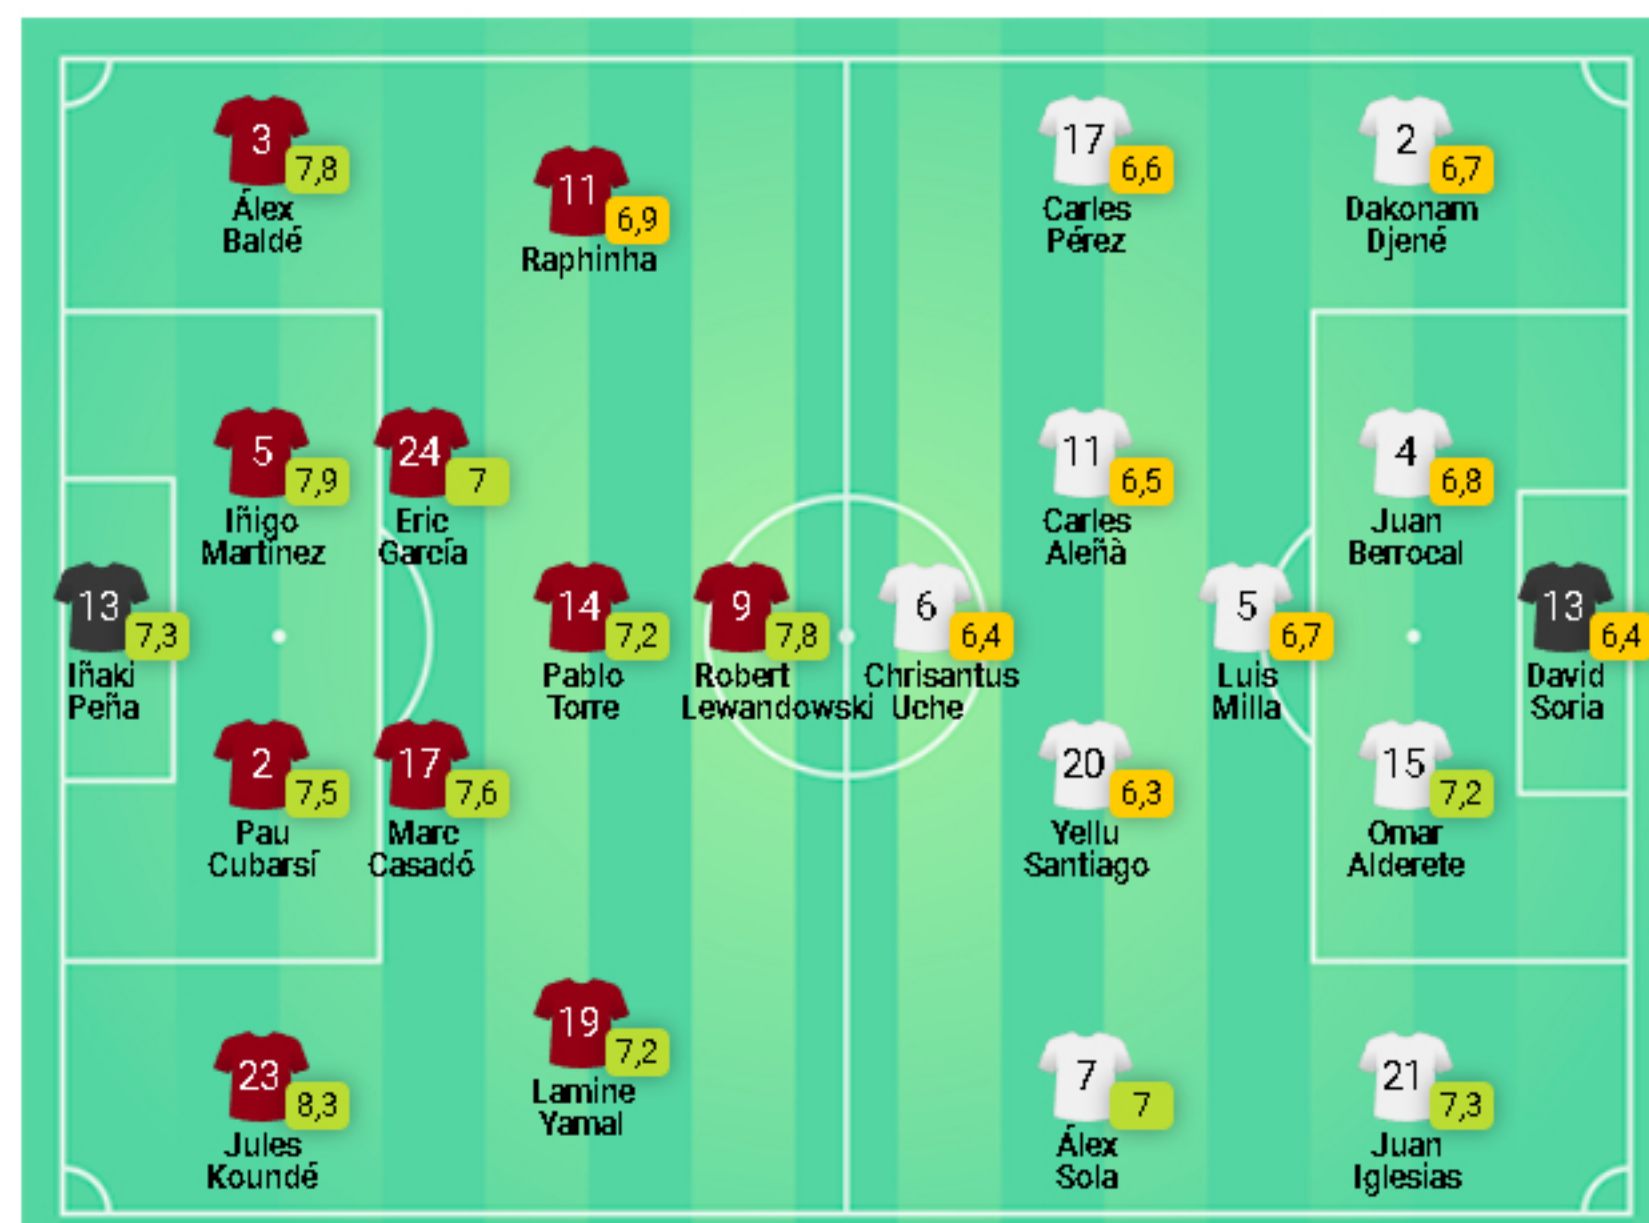 3
7,8
Álex
Baldé
11
6,9
Raphinha
17
6,6
Carles
Pérez
2
6,7
Dakonam
Djené
5
7,9
Iñigo
Martínez
24
7
Eric
García
11
6,5
Carles
Aleñà
4
6,8
Juan
Berrocal
13
7,3
Iñaki
Peña
14
7,2
Pablo
Torre
9
7,8
Robert
Lewandowski
6
6,4
Chrisantus
Uche
5
6,7
Luis
Milla
13
6,4
David
Soria
2
7,5
Pau
Cubarsí
17
7,6
Marc
Casadó
20
6,3
Yellu
Santiago
15
7,2
Omar
Alderete
23
8,3
Jules
Koundé
19
7,2
Lamine
Yamal
7
7
Álex
Sola
21
7,3
Juan
Iglesias